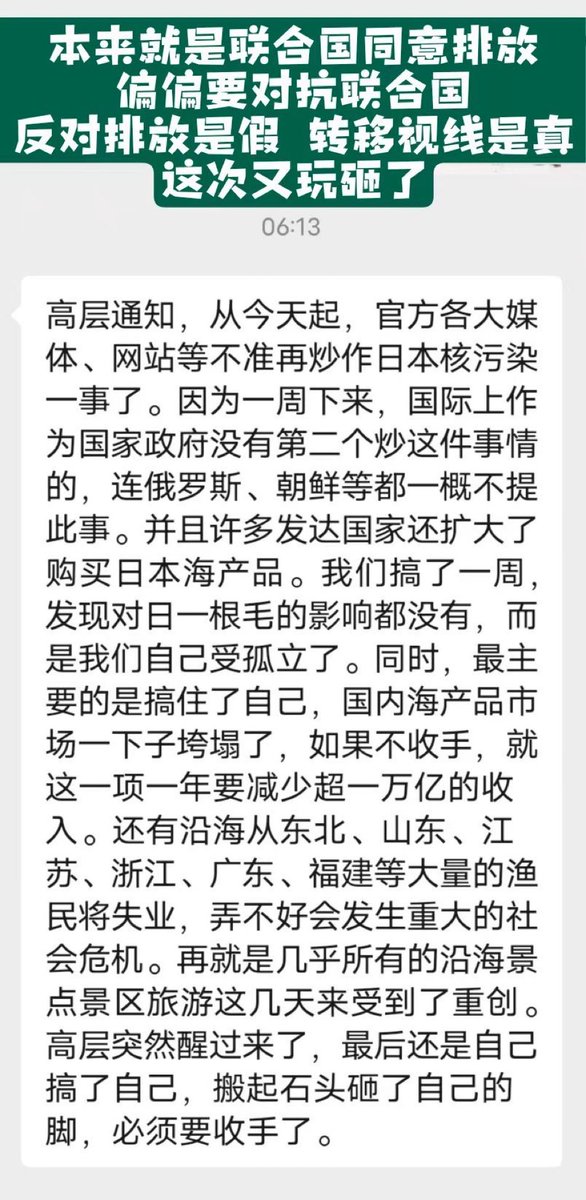 本来就是联合国同意排放
偏偏要对抗联合国
反对排放是假 转移视线是真
这次又玩砸了
06:13
高层通知，从今天起，官方各大媒
体、网站等不准再炒作日本核污染
一事了。因为一周下来，国际上作
为国家政府没有第二个炒这件事情
的，连俄罗斯、朝鲜等都一概不提
此事。并且许多发达国家还扩大了
购买日本海产品。我们搞了一周，
发现对日一根毛的影响都没有，而
是我们自己受孤立了。同时，最主
要的是搞住了自己，国内海产品市
场一下子垮塌了，如果不收手，就
这一项一年要减少超一万亿的收
入。还有沿海从东北、山东、江
苏、浙江、广东、福建等大量的渔
民将失业，弄不好会发生重大的社
会危机。再就是几乎所有的沿海景
点景区旅游这几天来受到了重创。
高层突然醒过来了，最后还是自己
搞了自己，搬起石头砸了自己的
脚，必须要收手了。